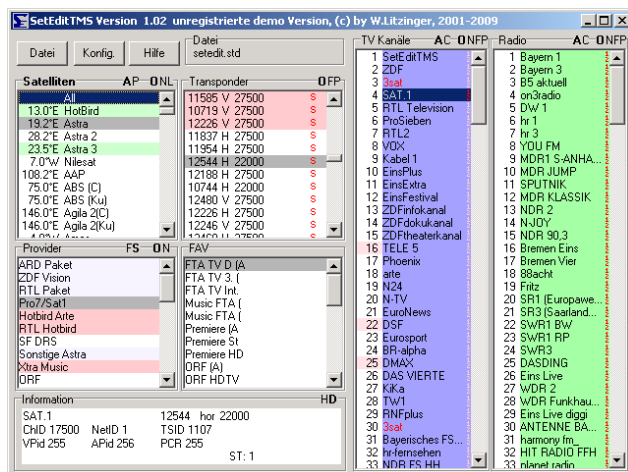 SetEditTMS Version 1.02 unregistrierte demo Version, (c) by W.Litzinger, 2001-2009
Datei
Konfig.
Hilfe
Datei
setedit.std
Satelliten AP ONL
All
13.0°E HotBird
19.2°E Astra
28.2°E Astra 2
23.5°E Astra 3
7.0°W Nilesat
108.2°E AAP
75.0°E ABS (C)
75.0°E ABS (Ku)
146.0°E Agila 2(C)
146.0°E Agila 2(Ku)
Transponder OFP
11585 V 27500 S
10719 V 27500 S
12226 V 27500 S
11837 H 27500 S
11954 H 27500 S
12544 H 22000 S
12188 H 27500 S
10744 H 22000 S
12480 V 27500 S
12226 H 27500 S
12246 V 27500 S
12460 H 27500 S
Provider FS ON
ARD Paket
ZDF Vision
RTL Paket
Pro7/Sat1
Hotbird Arte
RTL Hotbird
SF DRS
Sonstige Astra
Xtra Music
ORF
FAV
FTA TV D (A
FTA TV 3. (
FTA TV Int.
Music FTA (
Music FTA (
Premiere (A
Premiere St
Premiere HD
ORF (A)
ORF HDTV
Information HD
SAT.1 12544 hor 22000
ChID 17500 NetID 1 TSID 1107
VPid 255 APid 256 PCR 255
ST: 1
TV Kanäle AC ONFP
1 SetEditTMS
2 ZDF
3 3sat
4 SAT.1
5 RTL Television
6 ProSieben
7 RTL2
8 VOX
9 Kabel 1
10 EinsPlus
11 EinsExtra
12 EinsFestival
13 ZDFinfokanal
14 ZDFdokukanal
15 ZDFtheaterkanal
16 TELE 5
17 Phoenix
18 arte
19 N24
20 N-TV
21 EuroNews
22 DSF
23 Eurosport
24 BR-alpha
25 DMAX
26 DAS VIERTE
27 KiKa
28 TW1
29 RNFplus
30 3sat
31 Bayerisches FS...
32 hr-fernsehen
33 NDR FS HH
Radio AC ONFP
1 Bayern 1
2 Bayern 3
3 B5 aktuell
4 on3radio
5 DW 1
6 hr 1
7 hr 3
8 YOU FM
9 MDR1 S-ANHA...
10 MDR JUMP
11 SPUTNIK
12 MDR KLASSIK
13 NDR 2
14 N-JOY
15 NDR 90,3
16 Bremen Eins
17 Bremen Vier
18 88acht
19 Fritz
20 SR1 (Europawe...
21 SR3 (Saarland...
22 SWR1 BW
23 SWR1 RP
24 SWR3
25 DASDING
26 Eins Live
27 WDR 2
28 WDR Funkhau...
29 Eins Live diggi
30 ANTENNE BA...
31 harmony fm_
32 HIT RADIO FFH
33 planet radio